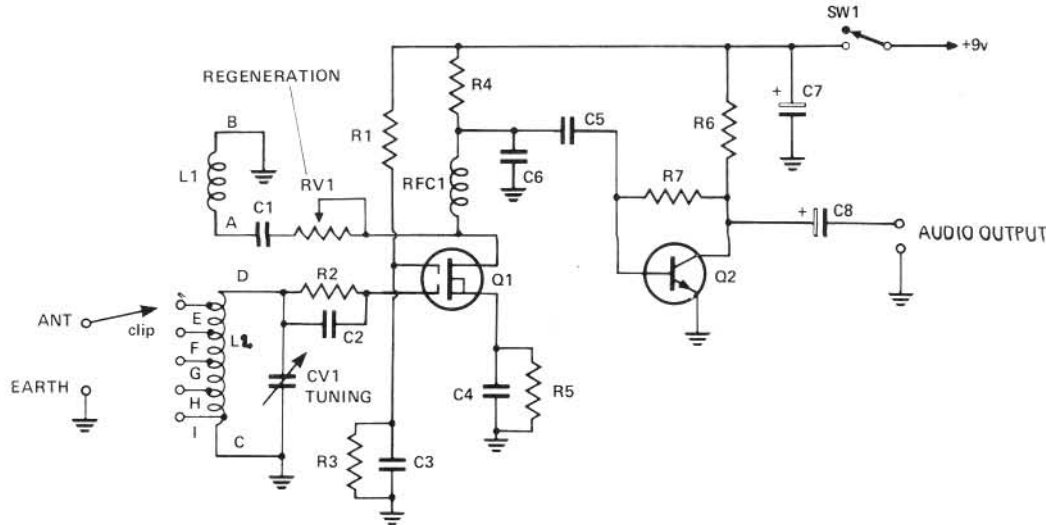 SW1
+9v
REGENERATION
R4
+
C7
B
R1
C5
R6
L1
RFC1
C6
R7
RV1
A
C1
+
C8
AUDIO OUTPUT
D
R2
Q1
Q2
ANT
clip
E
L2
C2
F
G
CV1
TUNING
EARTH
H
C4
R5
I
C
R3
C3